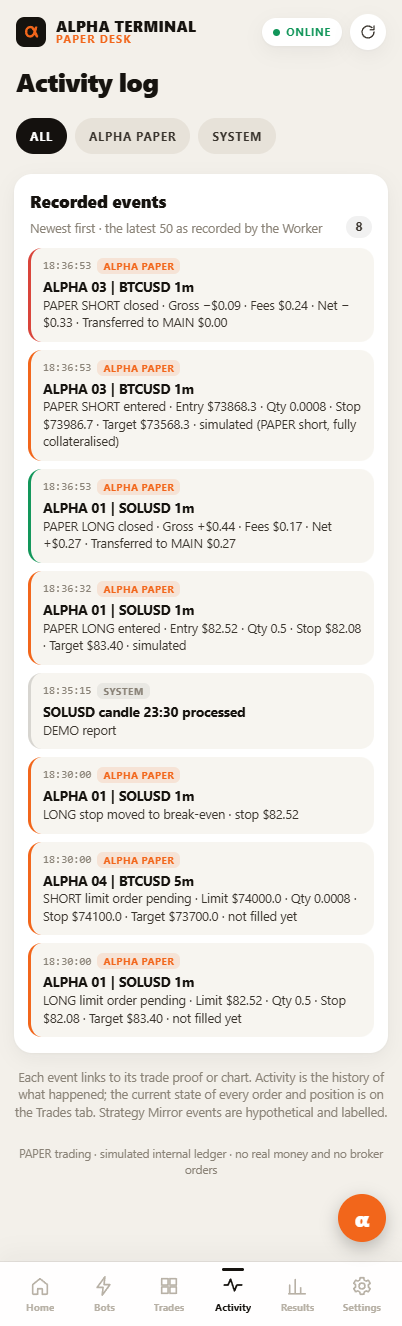 α ALPHA TERMINAL
PAPER DESK
ONLINE
Activity log
ALL ALPHA PAPER SYSTEM
Recorded events
Newest first · the latest 50 as recorded by the Worker 8
18:36:53 ALPHA PAPER
ALPHA 03 | BTCUSD 1m
PAPER SHORT closed · Gross −$0.09 · Fees $0.24 · Net −
$0.33 · Transferred to MAIN $0.00
18:36:53 ALPHA PAPER
ALPHA 03 | BTCUSD 1m
PAPER SHORT entered · Entry $73868.3 · Qty 0.0008 · Stop
$73986.7 · Target $73568.3 · simulated (PAPER short, fully
collateralised)
18:36:53 ALPHA PAPER
ALPHA 01 | SOLUSD 1m
PAPER LONG closed · Gross +$0.44 · Fees $0.17 · Net
+$0.27 · Transferred to MAIN $0.27
18:36:32 ALPHA PAPER
ALPHA 01 | SOLUSD 1m
PAPER LONG entered · Entry $82.52 · Qty 0.5 · Stop $82.08
· Target $83.40 · simulated
18:35:15 SYSTEM
SOLUSD candle 23:30 processed
DEMO report
18:30:00 ALPHA PAPER
ALPHA 01 | SOLUSD 1m
LONG stop moved to break-even · stop $82.52
18:30:00 ALPHA PAPER
ALPHA 04 | BTCUSD 5m
SHORT limit order pending · Limit $74000.0 · Qty 0.0008 ·
Stop $74100.0 · Target $73700.0 · not filled yet
18:30:00 ALPHA PAPER
ALPHA 01 | SOLUSD 1m
LONG limit order pending · Limit $82.52 · Qty 0.5 · Stop
$82.08 · Target $83.40 · not filled yet
Each event links to its trade proof or chart. Activity is the history of
what happened; the current state of every order and position is on
the Trades tab. Strategy Mirror events are hypothetical and labelled.
PAPER trading · simulated internal ledger · no real money and no broker
orders
α
Home Bots Trades Activity Results Settings